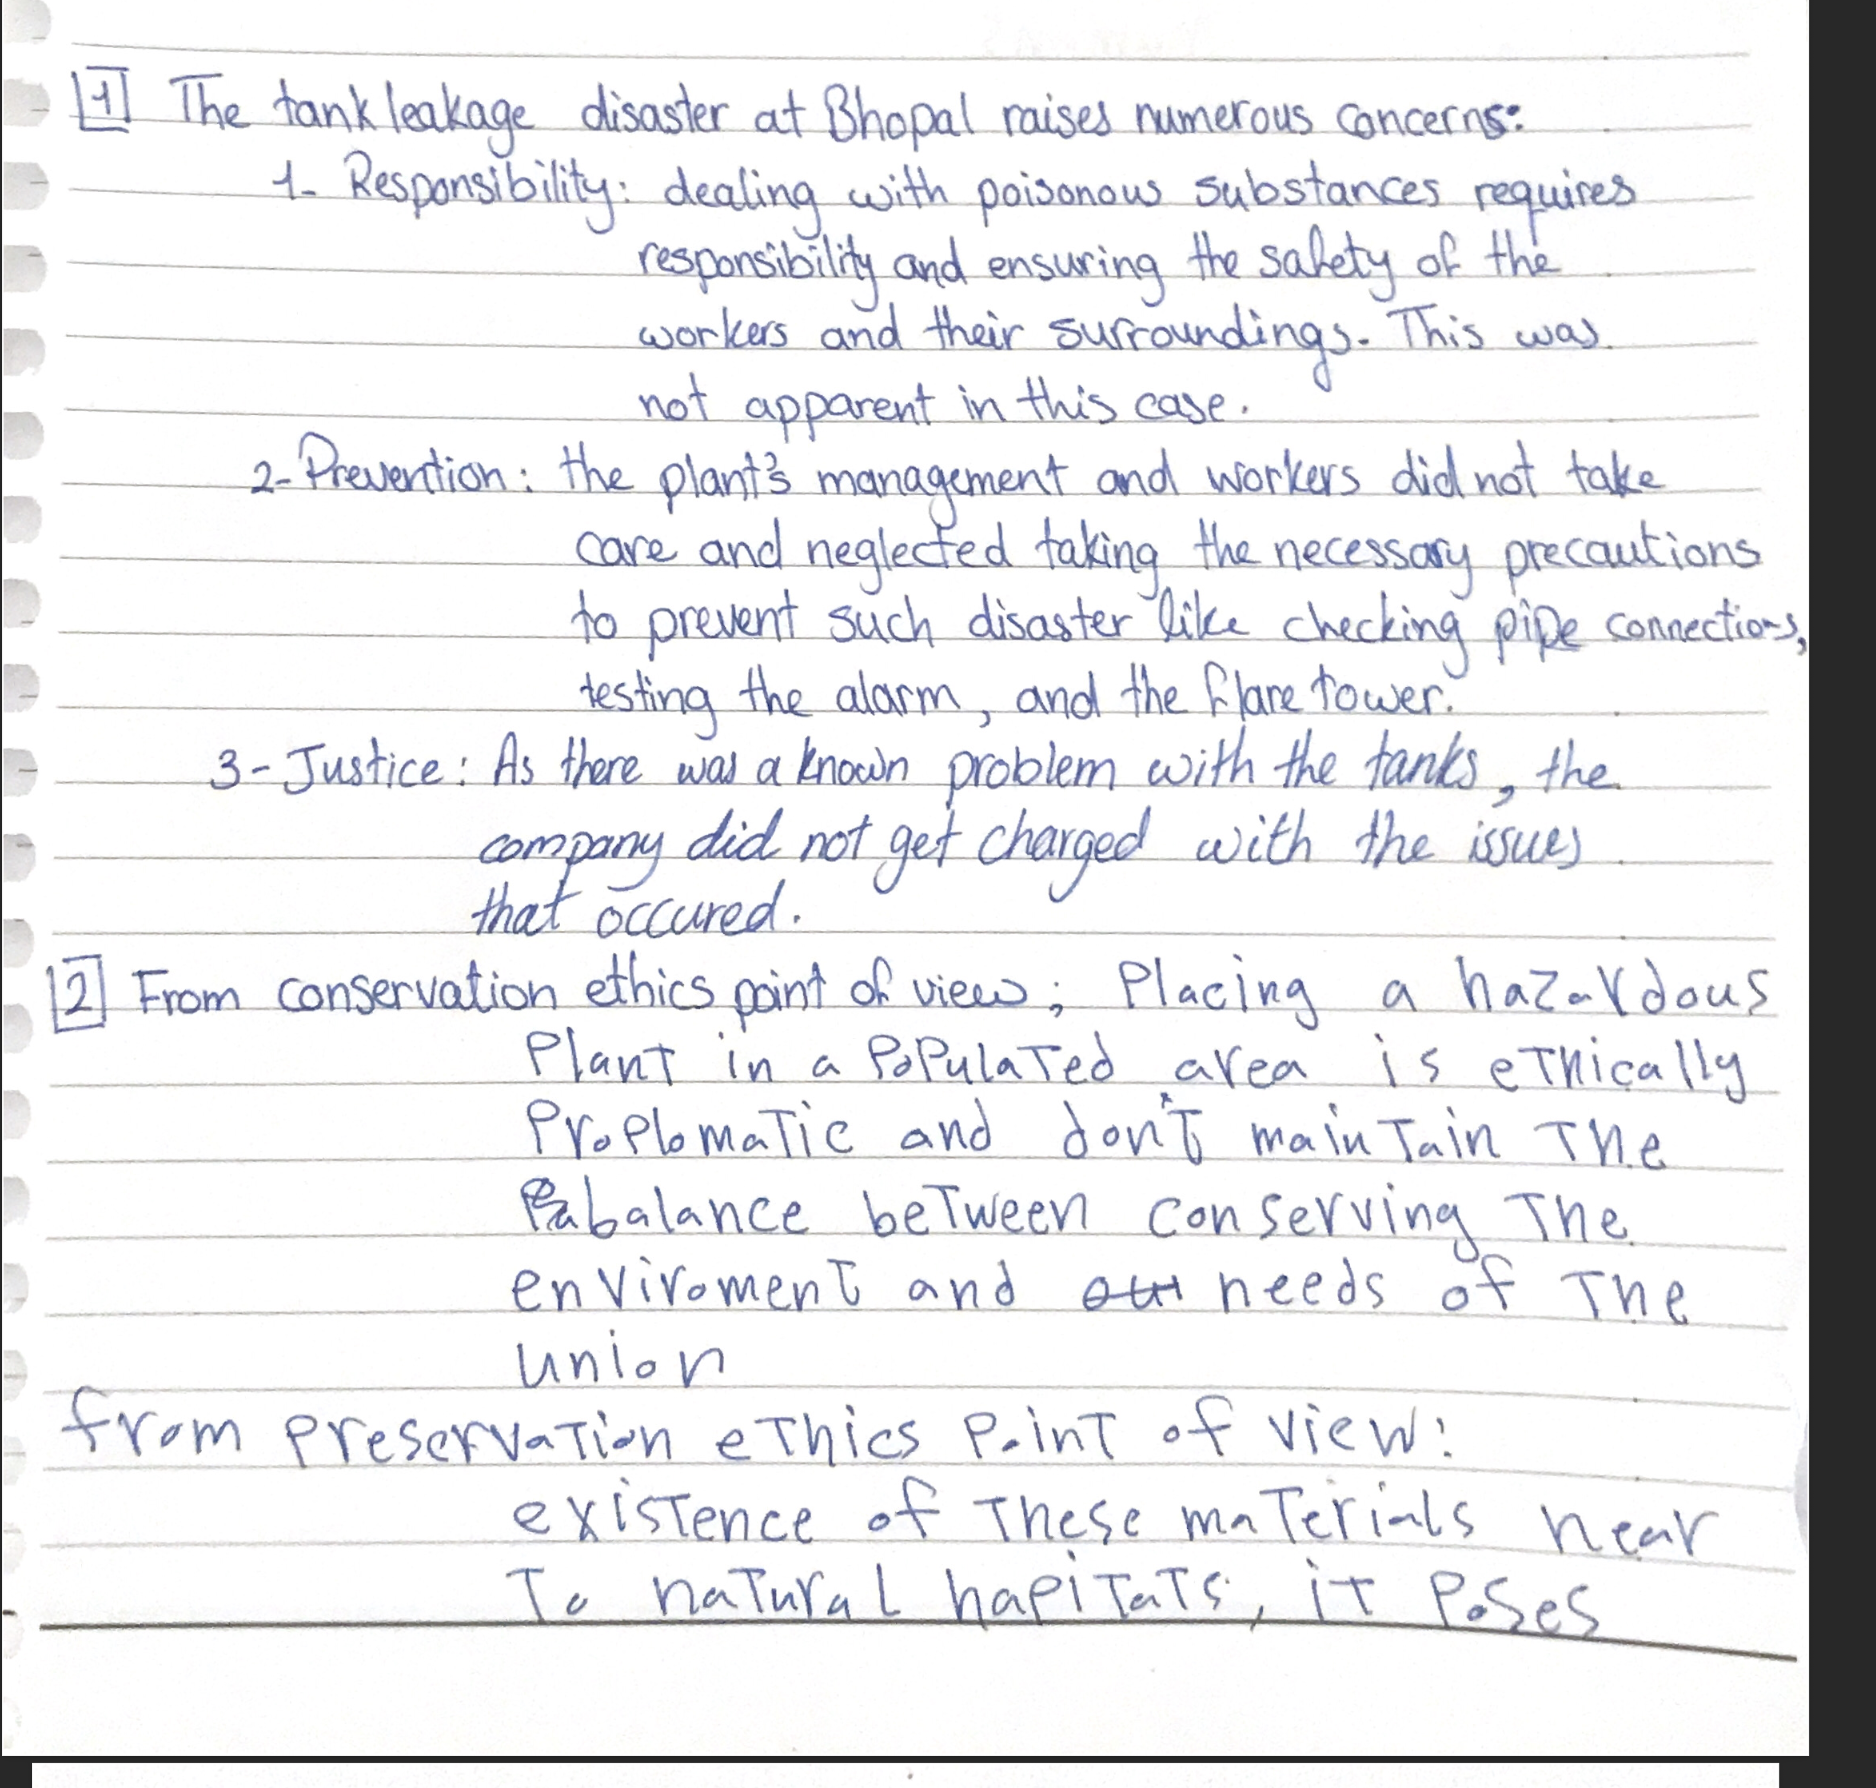 1 The tank leakage disaster at Bhopal raises numerous concerns:
1- Responsibility: dealing with poisonous substances requires
responsibility and ensuring the safety of the
workers and their surroundings. This was
not apparent in this case.
2- Prevention: the plant's management and workers did not take
care and neglected taking the necessary precautions
to prevent such disaster like checking pipe connections,
testing the alarm, and the flare tower.
3- Justice: As there was a known problem with the tanks, the
company did not get charged with the issues
that occured.
2 From conservation ethics point of view; Placing a hazardous
Plant in a Populated area is ethically
Proplomatic and don't maintain The
balance between conserving The
enviroment and needs of The
union
from preservation ethics Point of view:
existence of These materials near
To natural hapitats, it Poses